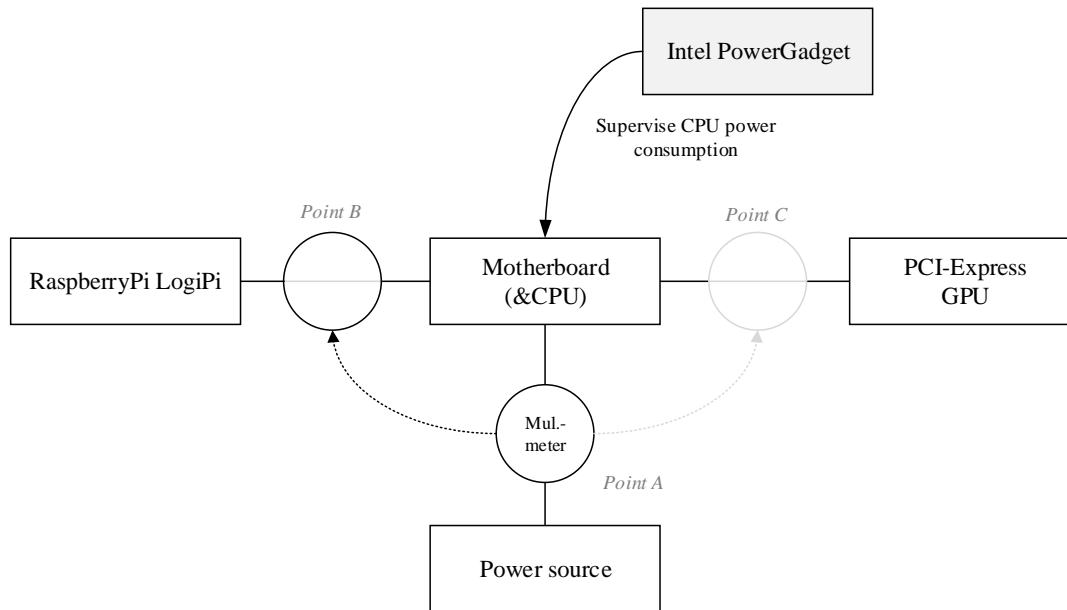 Intel PowerGadget
Supervise CPU power
consumption
Point B
Point C
RaspberryPi LogiPi
Motherboard
(&CPU)
PCI-Express
GPU
Mul.-
meter
Point A
Power source